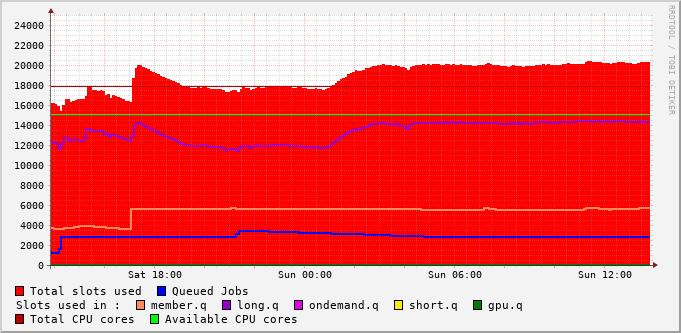 RRDTOOL / TOBI OETIKER
24000
22000
20000
18000
16000
14000
12000
10000
8000
6000
4000
2000
0
Sat 18:00 Sun 00:00 Sun 06:00 Sun 12:00
Total slots used Queued Jobs
Slots used in : member.q long.q ondemand.q short.q gpu.q
Total CPU cores Available CPU cores